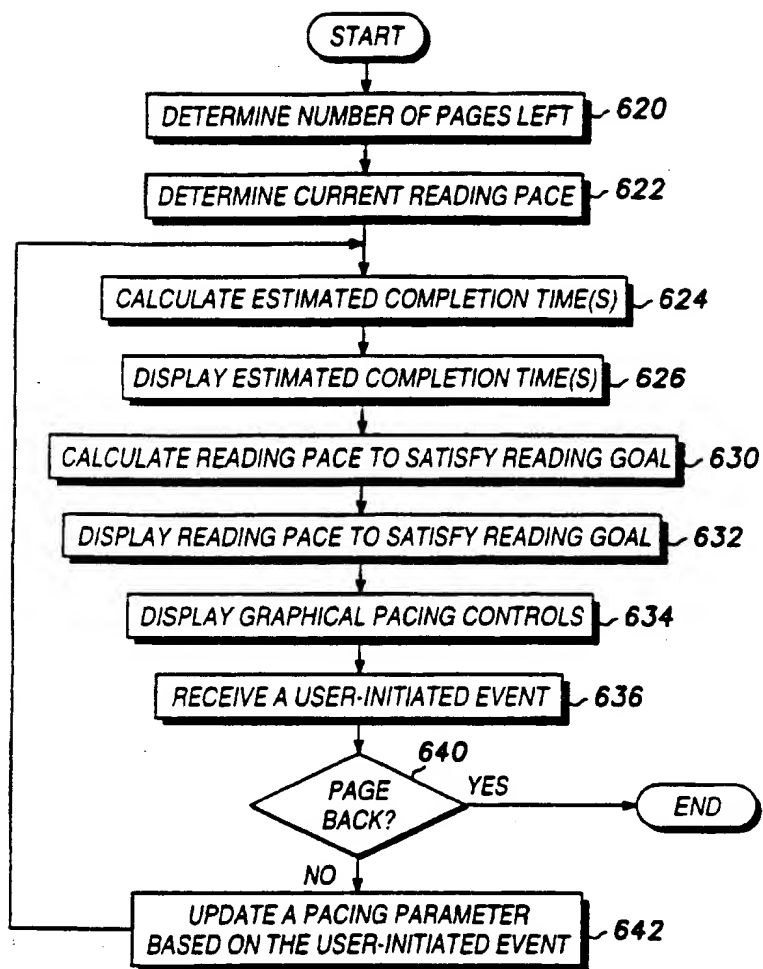 START
DETERMINE NUMBER OF PAGES LEFT 620
DETERMINE CURRENT READING PACE 622
CALCULATE ESTIMATED COMPLETION TIME(S) 624
DISPLAY ESTIMATED COMPLETION TIME(S) 626
CALCULATE READING PACE TO SATISFY READING GOAL 630
DISPLAY READING PACE TO SATISFY READING GOAL 632
DISPLAY GRAPHICAL PACING CONTROLS 634
RECEIVE A USER-INITIATED EVENT 636
640
PAGE
BACK?
YES
END
NO
UPDATE A PACING PARAMETER
BASED ON THE USER-INITIATED EVENT 642